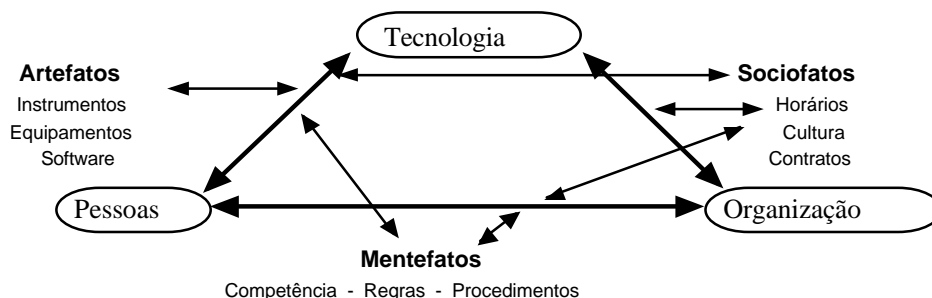 Tecnologia
Artefatos
Instrumentos
Equipamentos
Software
Sociofatos
Horários
Cultura
Contratos
Pessoas
Organização
Mentefatos
Competência - Regras - Procedimentos